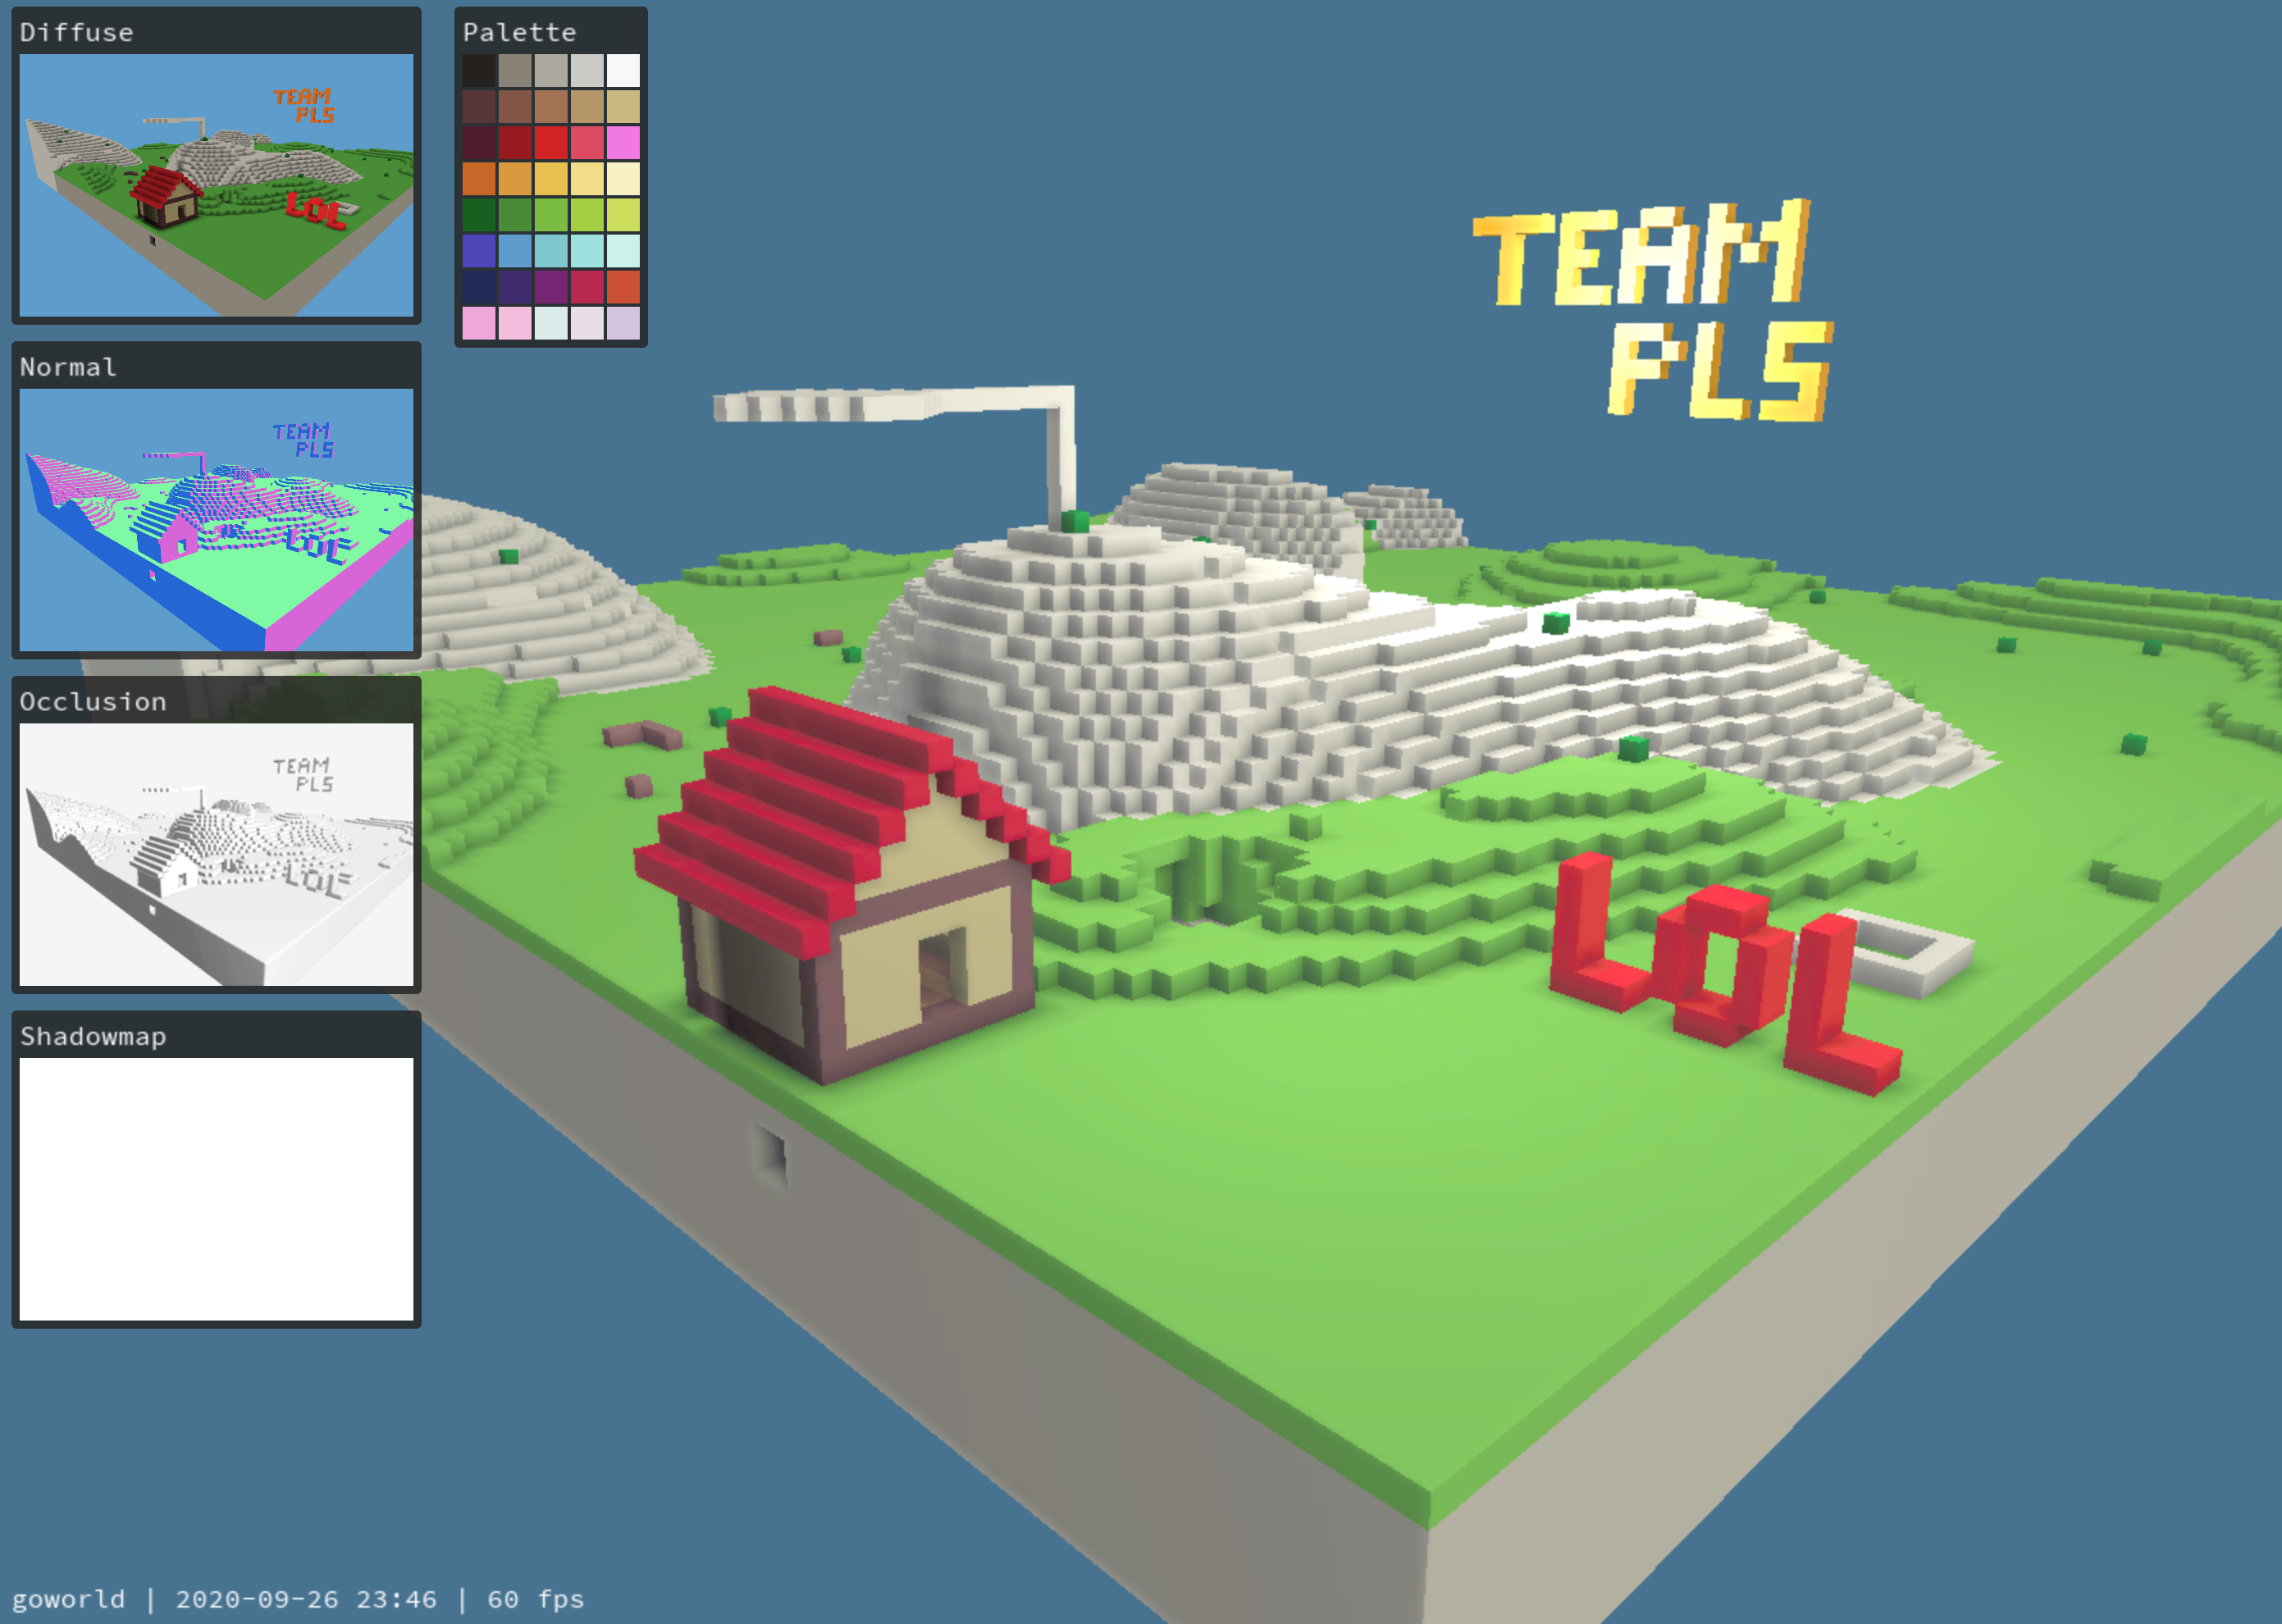 Diffuse
Palette
TEAM
PLS
Normal
TEAM
PLS
Occlusion
TEAM
PLS
Shadowmap
TEAM
PLS
LOL
LOL
LOL
LOL
goworld | 2020-09-26 23:46 | 60 fps